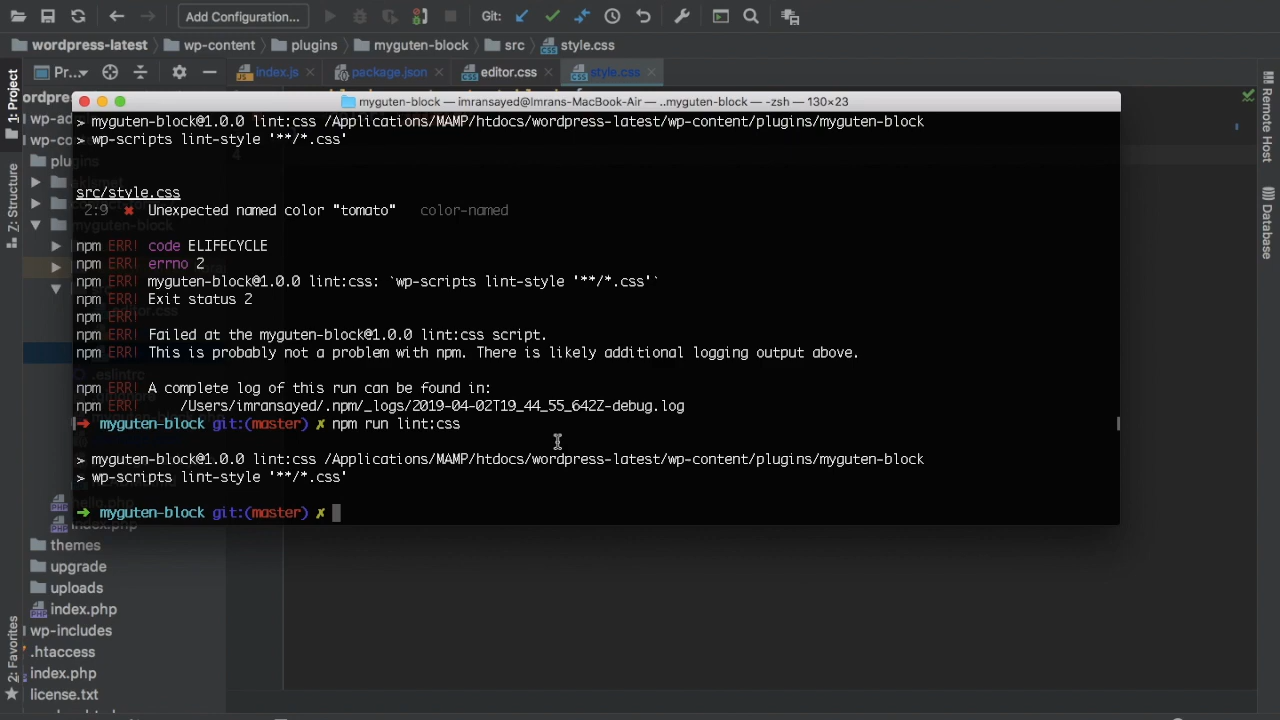 Add Configuration...
Git:
wordpress-latest
wp-content
plugins
myguten-block
src
style.css
1: Project
Pr...
index.js
package.json
editor.css
style.css
myguten-block — imransayed@Imrans-MacBook-Air — ..myguten-block — -zsh — 130×23
> myguten-block@1.0.0 lint:css /Applications/MAMP/htdocs/wordpress-latest/wp-content/plugins/myguten-block
> wp-scripts lint-style '**/*.css'
src/style.css
2:9 ✖ Unexpected named color "tomato" color-named
npm ERR! code ELIFECYCLE
npm ERR! errno 2
npm ERR! myguten-block@1.0.0 lint:css: `wp-scripts lint-style '**/*.css'`
npm ERR! Exit status 2
npm ERR!
npm ERR! Failed at the myguten-block@1.0.0 lint:css script.
npm ERR! This is probably not a problem with npm. There is likely additional logging output above.
npm ERR! A complete log of this run can be found in:
npm ERR! /Users/imransayed/.npm/_logs/2019-04-02T19_44_55_642Z-debug.log
→ myguten-block git:(master) ✗ npm run lint:css
> myguten-block@1.0.0 lint:css /Applications/MAMP/htdocs/wordpress-latest/wp-content/plugins/myguten-block
> wp-scripts lint-style '**/*.css'
→ myguten-block git:(master) ✗
plugins
index.php
themes
upgrade
uploads
index.php
wp-includes
.htaccess
index.php
license.txt
Z: Structure
2: Favorites
Remote Host
Database